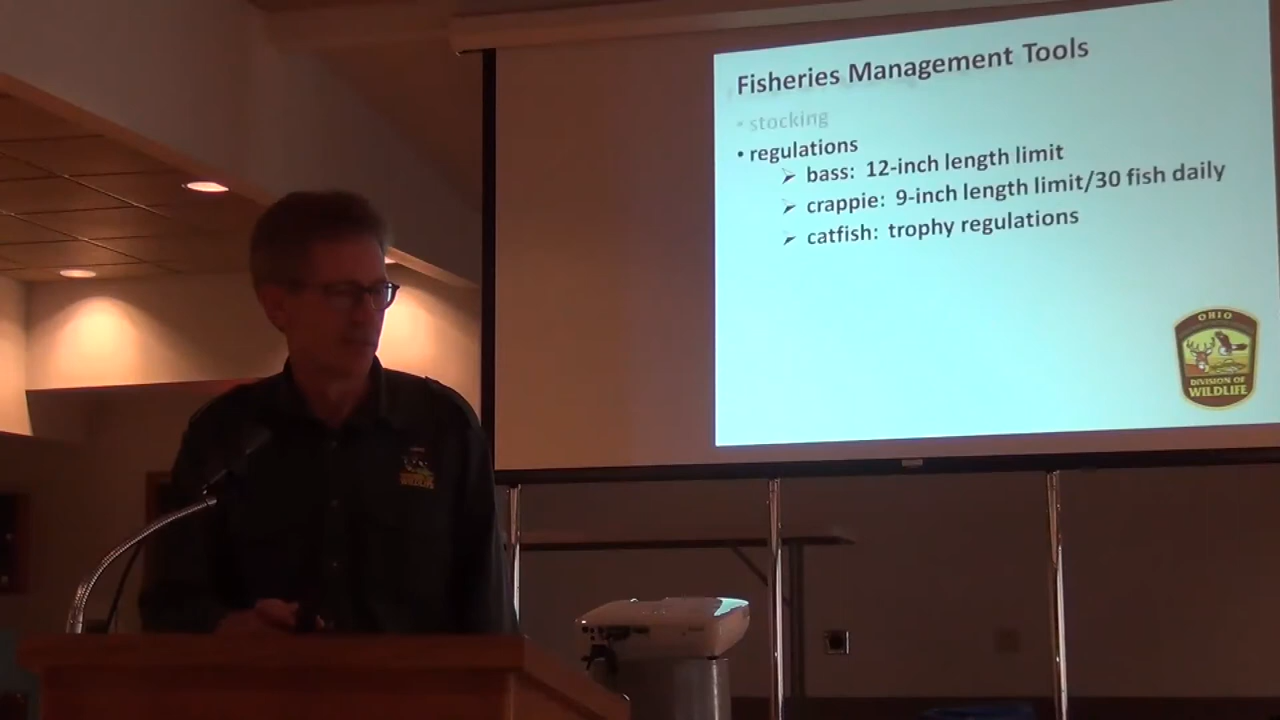 Fisheries Management Tools
• stocking
• regulations
➢ bass: 12-inch length limit
➢ crappie: 9-inch length limit/30 fish daily
➢ catfish: trophy regulations
OHIO
DIVISION OF
WILDLIFE
WILDLIFE